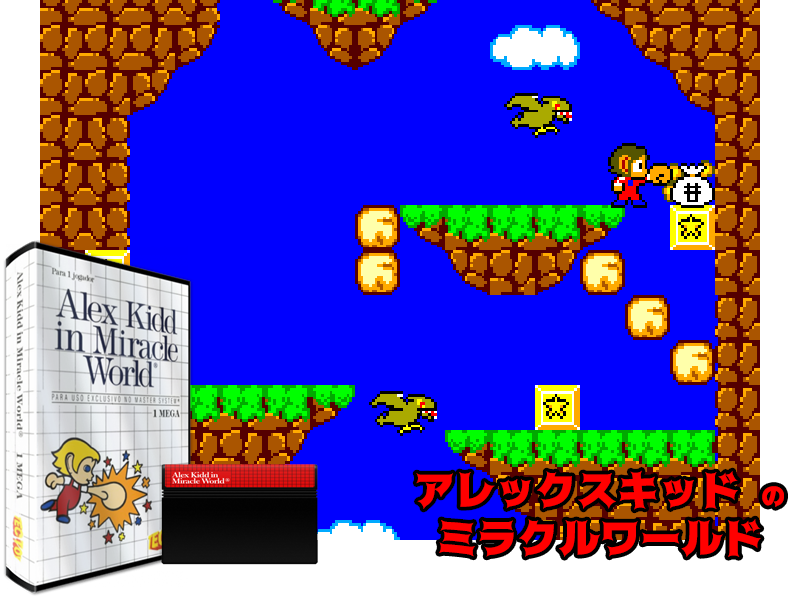 Para 1 jogador
Alex Kidd
in Miracle
World®
PARA USO EXCLUSIVO NO MASTER SYSTEM®
1 MEGA
Alex Kidd in Miracle World® 1 MEGA
Alex Kidd in
Miracle World®
アレックスキッド の
ミラクルワールド